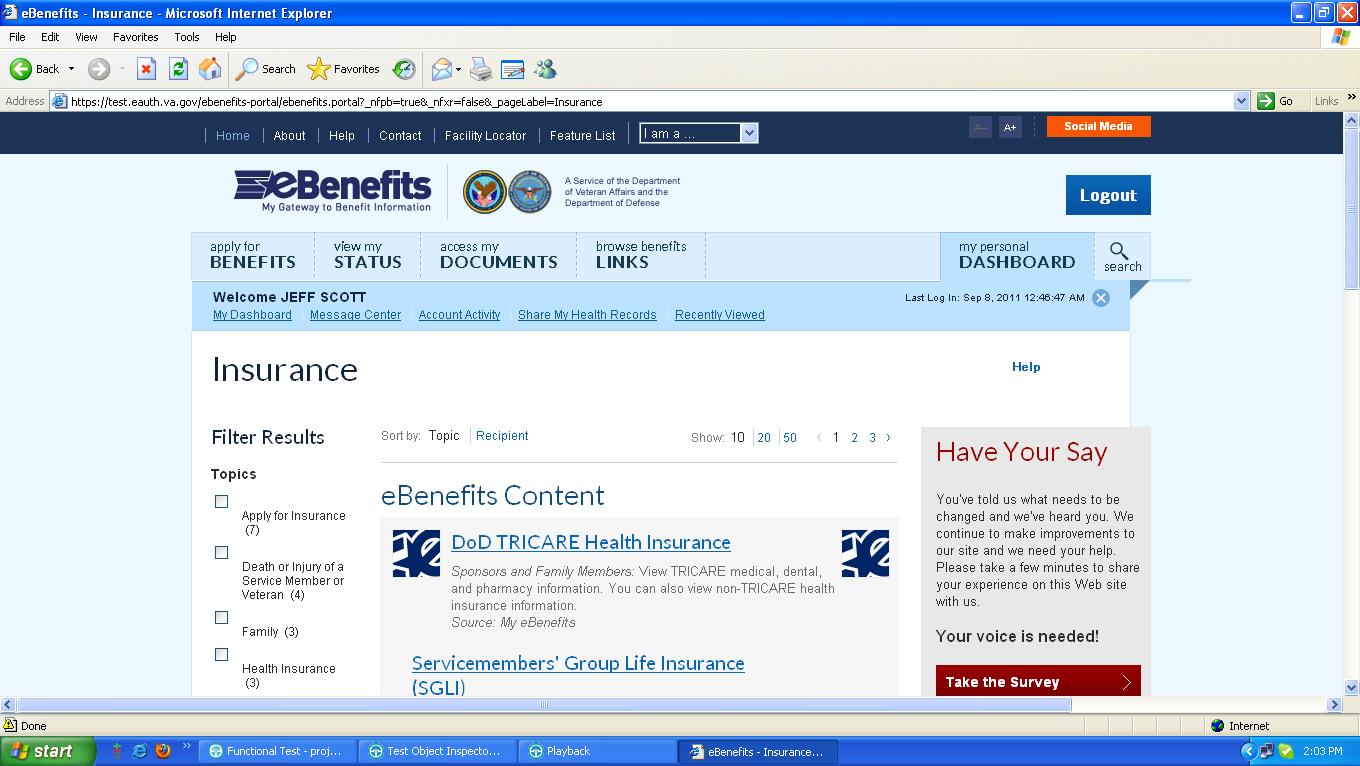 eBenefits - Insurance - Microsoft Internet Explorer
File Edit View Favorites Tools Help
Back Search Favorites
Address https://test.eauth.va.gov/ebenefits-portal/ebenefits.portal?_nfpb=true&_nfxr=false&_pageLabel=Insurance Go Links »
Home About Help Contact Facility Locator Feature List I am a ... A- A+ Social Media
eBenefits
My Gateway to Benefit Information
A Service of the Department
of Veteran Affairs and the
Department of Defense
Logout
apply for
BENEFITS
view my
STATUS
access my
DOCUMENTS
browse benefits
LINKS
my personal
DASHBOARD
search
Welcome JEFF SCOTT
Last Log In: Sep 8, 2011 12:46:47 AM
My Dashboard Message Center Account Activity Share My Health Records Recently Viewed
Insurance
Help
Filter Results
Topics
Apply for Insurance
(7)
Death or Injury of a
Service Member or
Veteran (4)
Family (3)
Health Insurance
(3)
Sort by: Topic Recipient
Show: 10 20 50 ‹ 1 2 3 ›
eBenefits Content
DoD TRICARE Health Insurance
Sponsors and Family Members: View TRICARE medical, dental,
and pharmacy information. You can also view non-TRICARE health
insurance information.
Source: My eBenefits
Servicemembers' Group Life Insurance
(SGLI)
Have Your Say
You've told us what needs to be
changed and we've heard you. We
continue to make improvements to
our site and we need your help.
Please take a few minutes to share
your experience on this Web site
with us.
Your voice is needed!
Take the Survey
Done
Internet
start
»
Functional Test - proj...
Test Object Inspecto...
Playback
eBenefits - Insurance...
2:03 PM